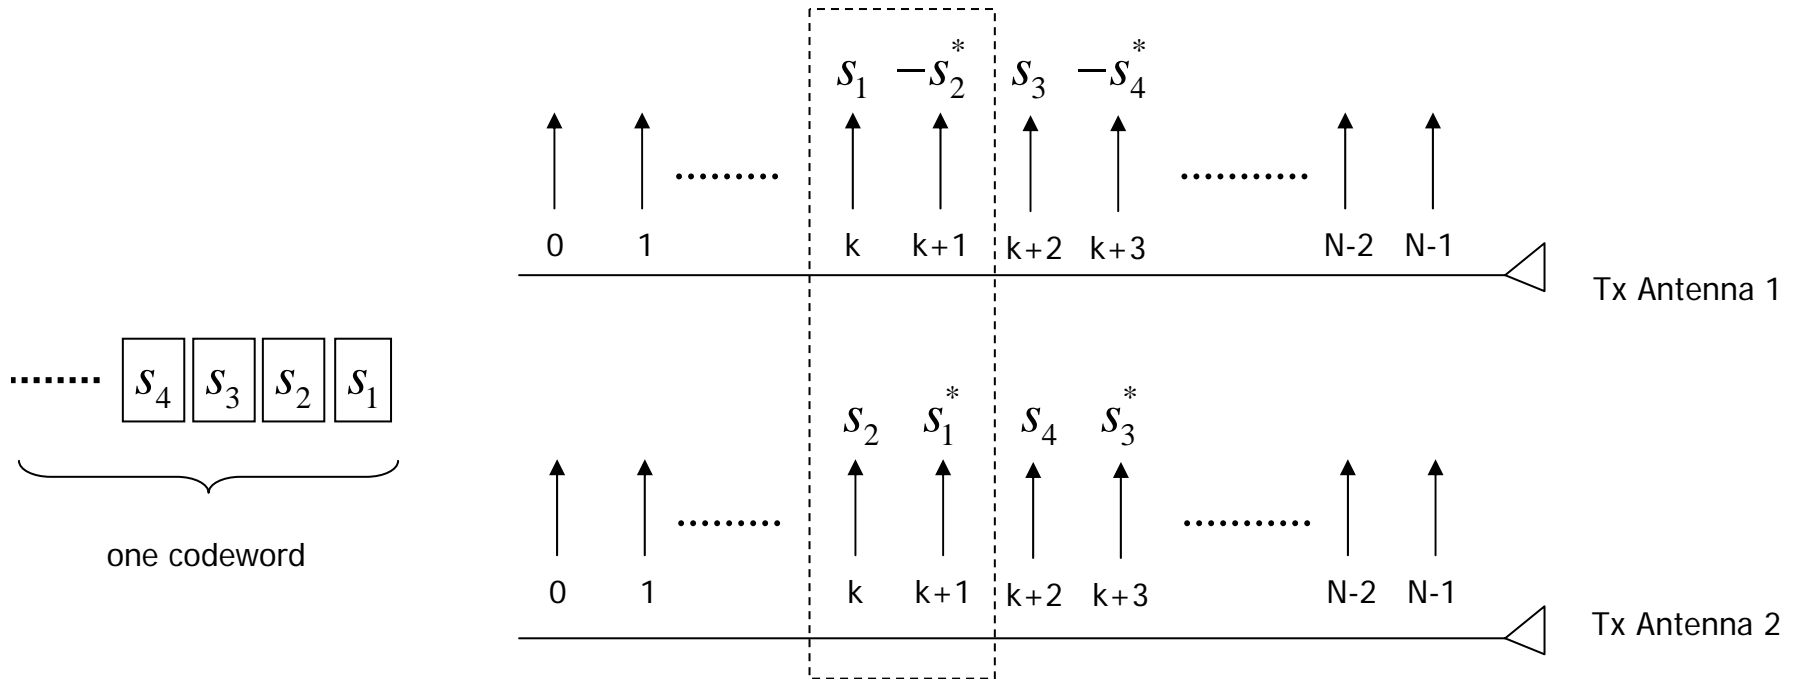 s₁ −s₂* s₃ −s₄*
0 1 ......... k k+1 k+2 k+3 ........... N-2 N-1
Tx Antenna 1
........ s₄ s₃ s₂ s₁
one codeword
s₂ s₁* s₄ s₃*
0 1 ......... k k+1 k+2 k+3 ........... N-2 N-1
Tx Antenna 2